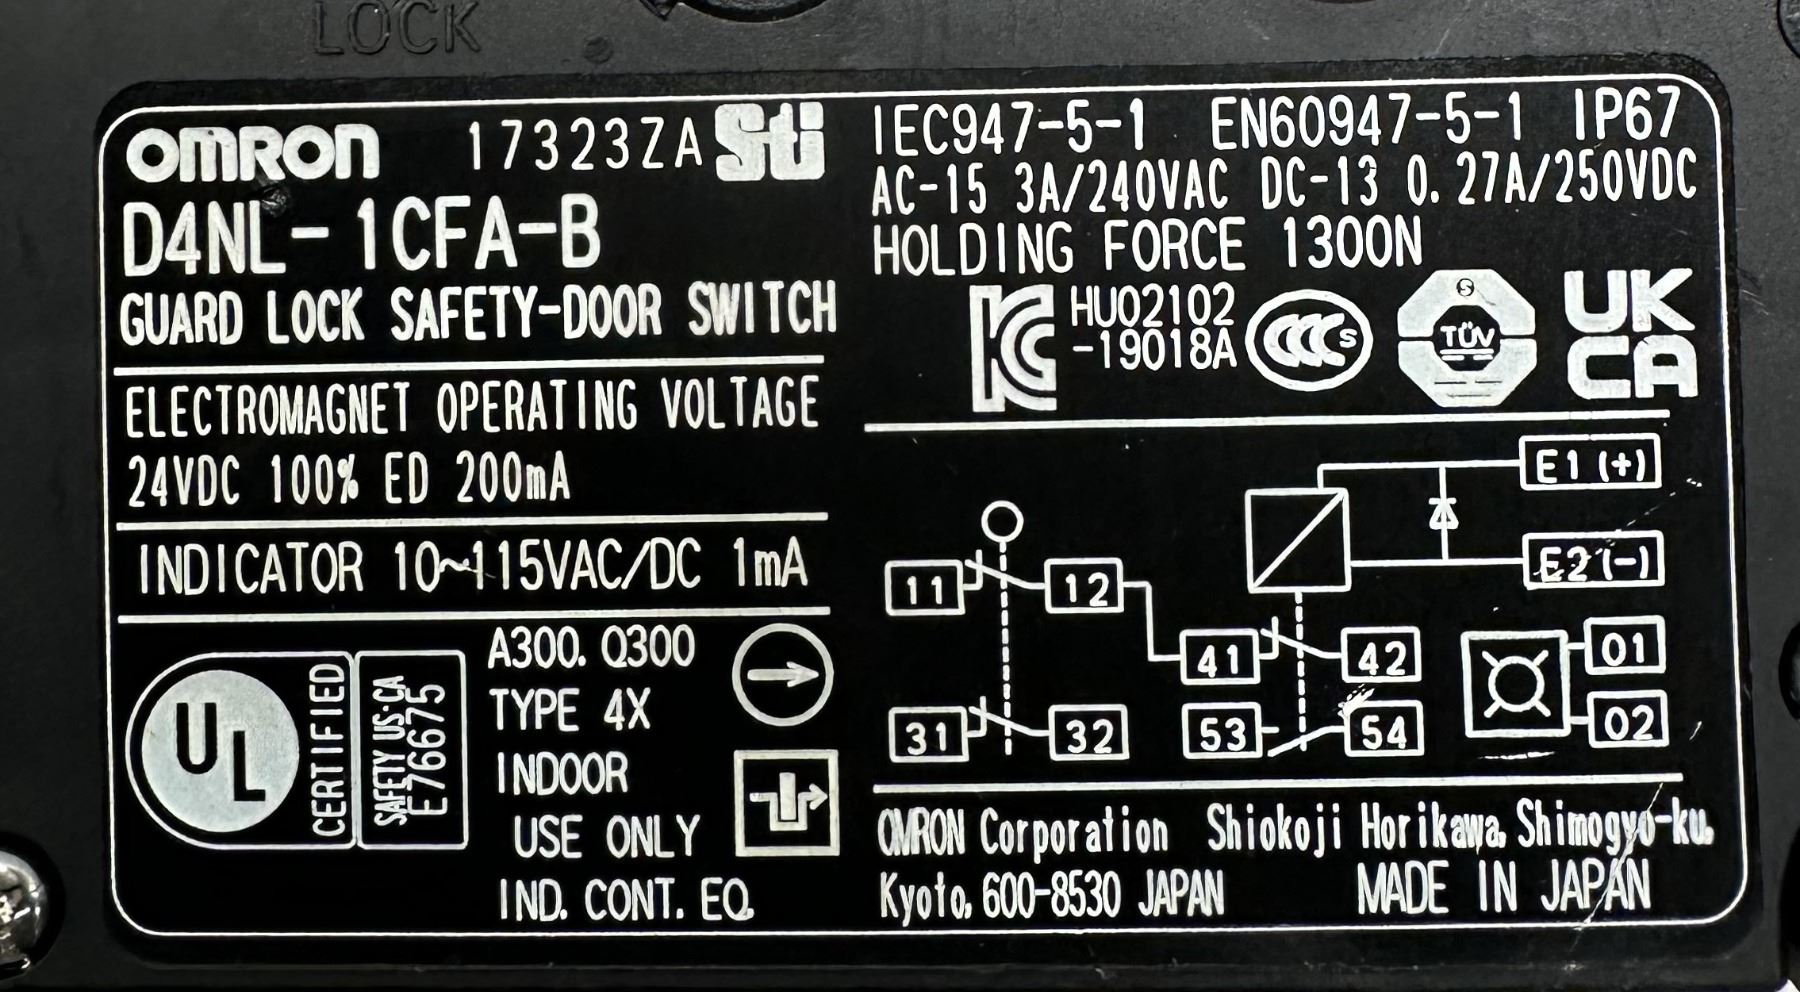 LOCK
OMRON 17323ZA Sti
D4NL-1CFA-B
GUARD LOCK SAFETY-DOOR SWITCH
ELECTROMAGNET OPERATING VOLTAGE
24VDC 100% ED 200mA
INDICATOR 10~115VAC/DC 1mA
UL CERTIFIED
SAFETY US-CA
E76675
A300. Q300
TYPE 4X
INDOOR
USE ONLY
IND. CONT. EQ.
IEC947-5-1 EN60947-5-1 IP67
AC-15 3A/240VAC DC-13 0.27A/250VDC
HOLDING FORCE 1300N
KC HU02102
-19018A
CCC S
S
TÜV
UK
CA
E1 (+)
E2 (-)
11 12
41 42
01
31 32
53 54
02
OMRON Corporation Shiokoji Horikawa, Shimogyo-ku,
Kyoto, 600-8530 JAPAN MADE IN JAPAN